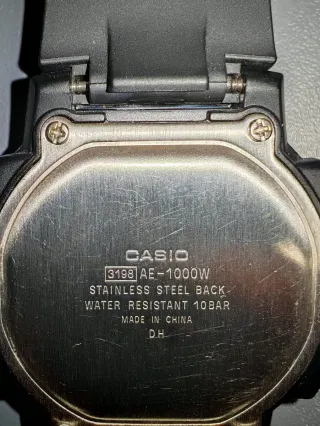 CASIO
3198 AE-1000W
STAINLESS STEEL BACK
WATER RESISTANT 10BAR
MADE IN CHINA
DH